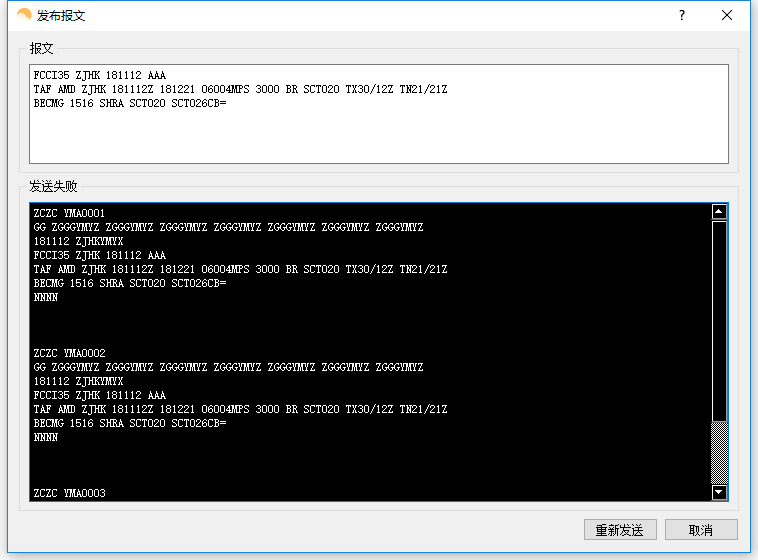 发布报文
报文
FCCI35 ZJHK 181112 AAA
TAF AMD ZJHK 181112Z 181221 06004MPS 3000 BR SCT020 TX30/12Z TN21/21Z
BECMG 1516 SHRA SCT020 SCT026CB=
发送失败
ZCZC YMA0001
GG ZGGGYMYZ ZGGGYMYZ ZGGGYMYZ ZGGGYMYZ ZGGGYMYZ ZGGGYMYZ ZGGGYMYZ
181112 ZJHKYMYX
FCCI35 ZJHK 181112 AAA
TAF AMD ZJHK 181112Z 181221 06004MPS 3000 BR SCT020 TX30/12Z TN21/21Z
BECMG 1516 SHRA SCT020 SCT026CB=
NNNN
ZCZC YMA0002
GG ZGGGYMYZ ZGGGYMYZ ZGGGYMYZ ZGGGYMYZ ZGGGYMYZ ZGGGYMYZ ZGGGYMYZ
181112 ZJHKYMYX
FCCI35 ZJHK 181112 AAA
TAF AMD ZJHK 181112Z 181221 06004MPS 3000 BR SCT020 TX30/12Z TN21/21Z
BECMG 1516 SHRA SCT020 SCT026CB=
NNNN
ZCZC YMA0003
重新发送 取消